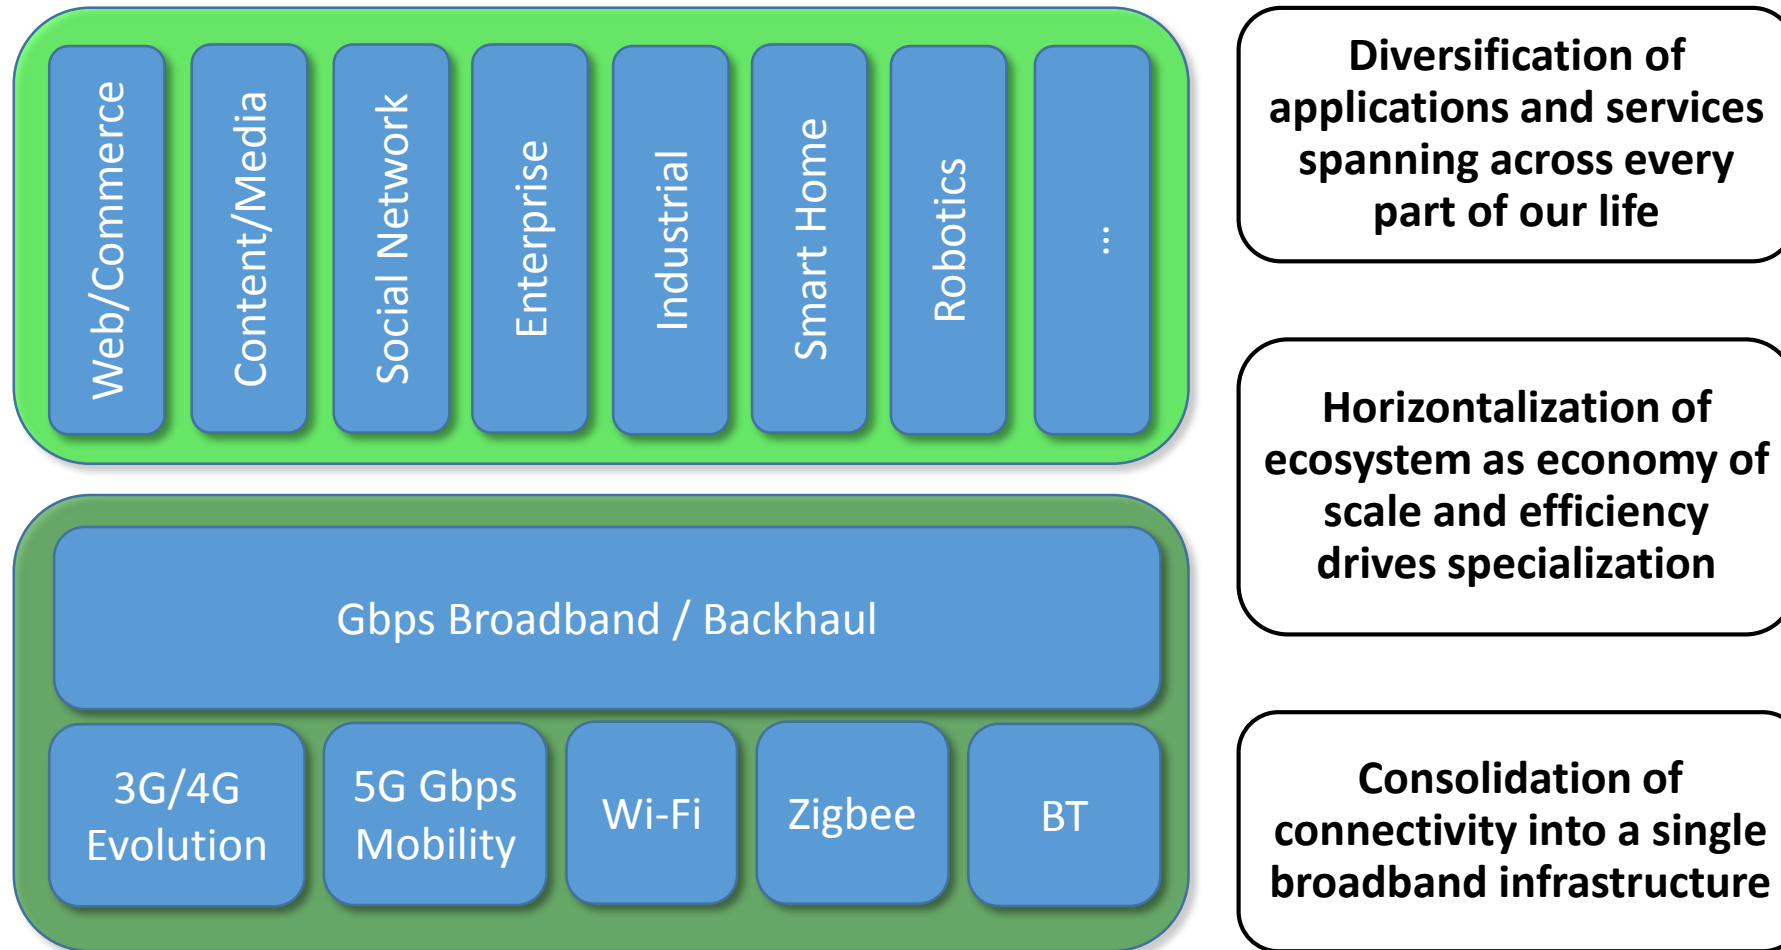 Web/Commerce
Content/Media
Social Network
Enterprise
Industrial
Smart Home
Robotics
...
Gbps Broadband / Backhaul
3G/4G
Evolution
5G Gbps
Mobility
Wi-Fi
Zigbee
BT
Diversification of
applications and services
spanning across every
part of our life
Horizontalization of
ecosystem as economy of
scale and efficiency
drives specialization
Consolidation of
connectivity into a single
broadband infrastructure